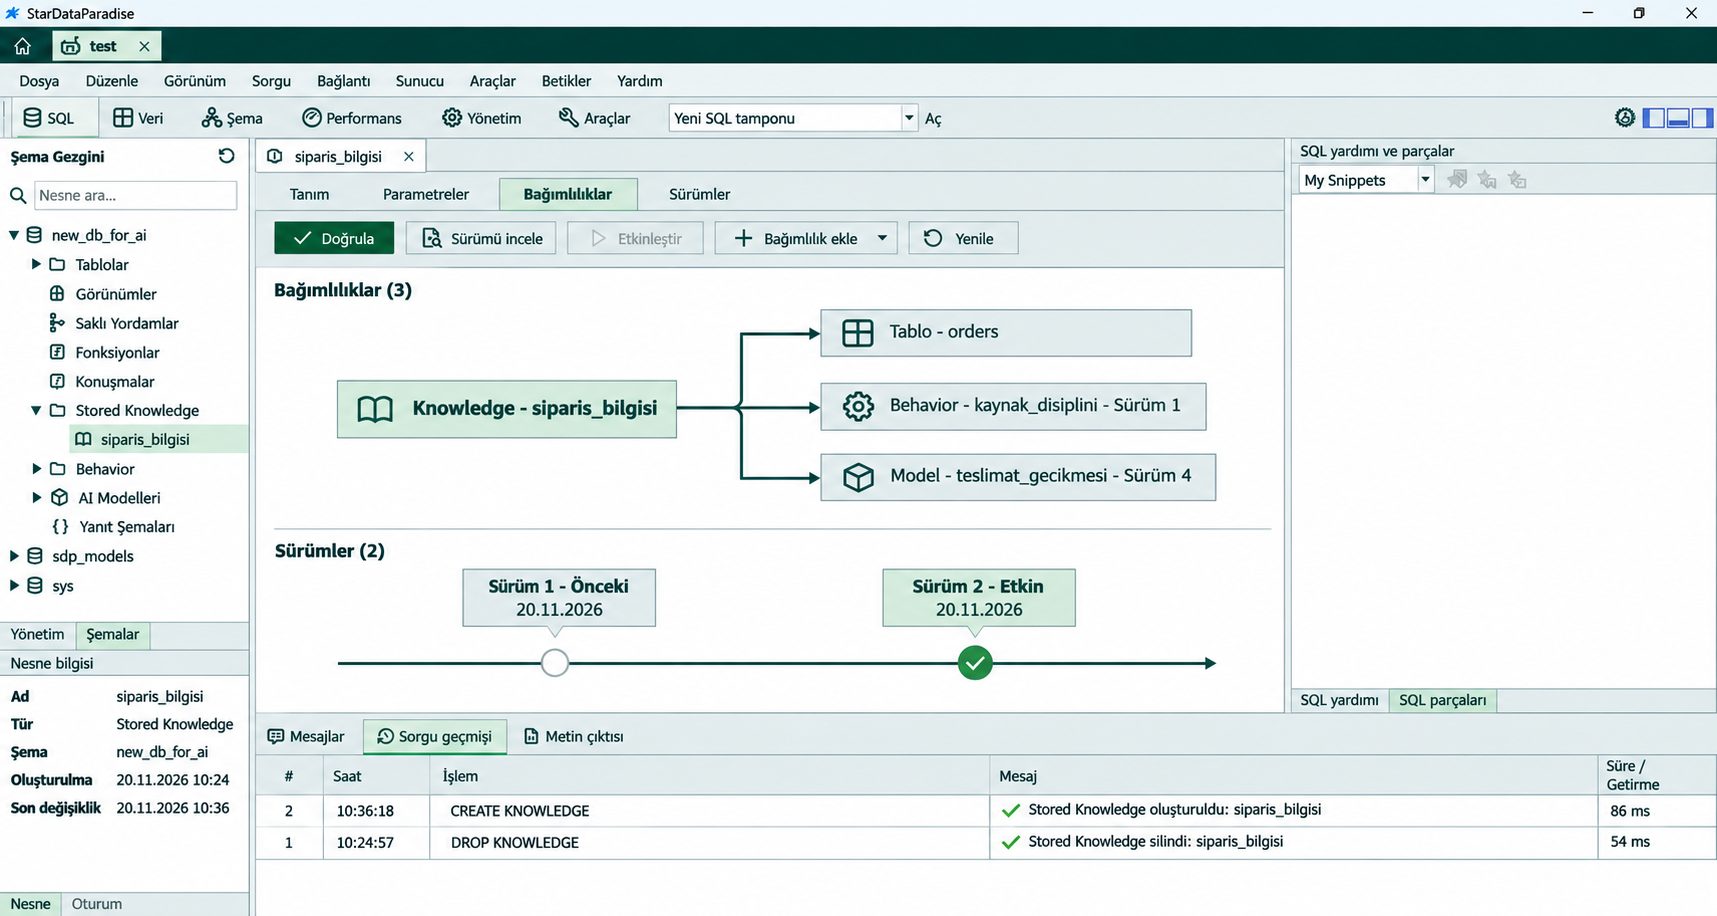 StarDataParadise
test
Dosya Düzenle Görünüm Sorgu Bağlantı Sunucu Araçlar Betikler Yardım
SQL Veri Şema Performans Yönetim Araçlar Yeni SQL tamponu Aç
Şema Gezgini
Nesne ara...
new_db_for_ai
Tablolar
Görünümler
Saklı Yordamlar
Fonksiyonlar
Konuşmalar
Stored Knowledge
siparis_bilgisi
Behavior
AI Modelleri
{ } Yanıt Şemaları
sdp_models
sys
Yönetim Şemalar
Nesne bilgisi
Ad siparis_bilgisi
Tür Stored Knowledge
Şema new_db_for_ai
Oluşturulma 20.11.2026 10:24
Son değişiklik 20.11.2026 10:36
Nesne Oturum
siparis_bilgisi
Tanım Parametreler Bağımlılıklar Sürümler
Doğrula Sürümü incele Etkinleştir Bağımlılık ekle Yenile
Bağımlılıklar (3)
Knowledge - siparis_bilgisi
Tablo - orders
Behavior - kaynak_disiplini - Sürüm 1
Model - teslimat_gecikmesi - Sürüm 4
Sürümler (2)
Sürüm 1 - Önceki
20.11.2026
Sürüm 2 - Etkin
20.11.2026
SQL yardımı ve parçalar
My Snippets
SQL yardımı SQL parçaları
Mesajlar Sorgu geçmişi Metin çıktısı
# Saat İşlem Mesaj Süre / Getirme
2 10:36:18 CREATE KNOWLEDGE Stored Knowledge oluşturuldu: siparis_bilgisi 86 ms
1 10:24:57 DROP KNOWLEDGE Stored Knowledge silindi: siparis_bilgisi 54 ms